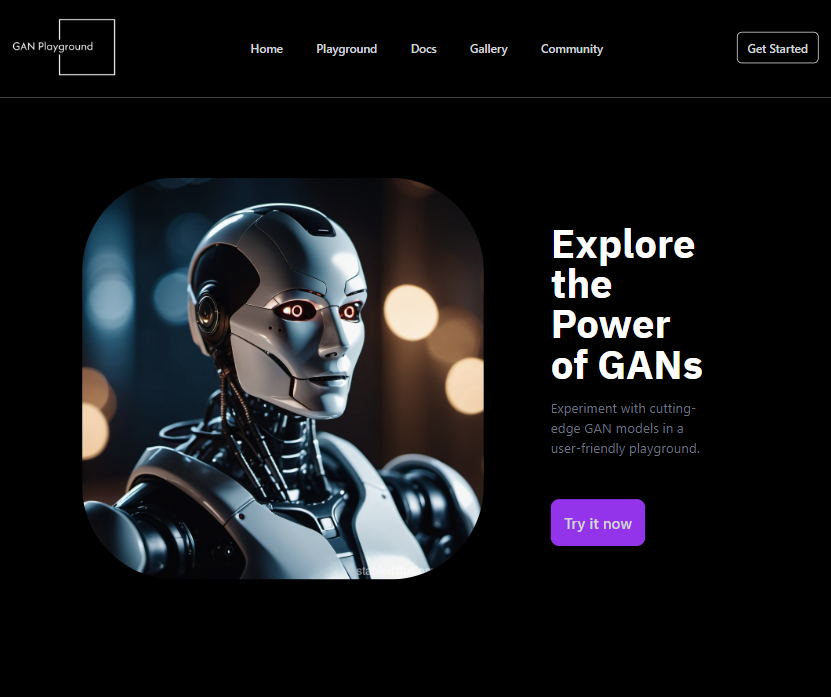 GAN Playground
Home
Playground
Docs
Gallery
Community
Get Started
Explore
the
Power
of GANs
Experiment with cutting-
edge GAN models in a
user-friendly playground.
Try it now